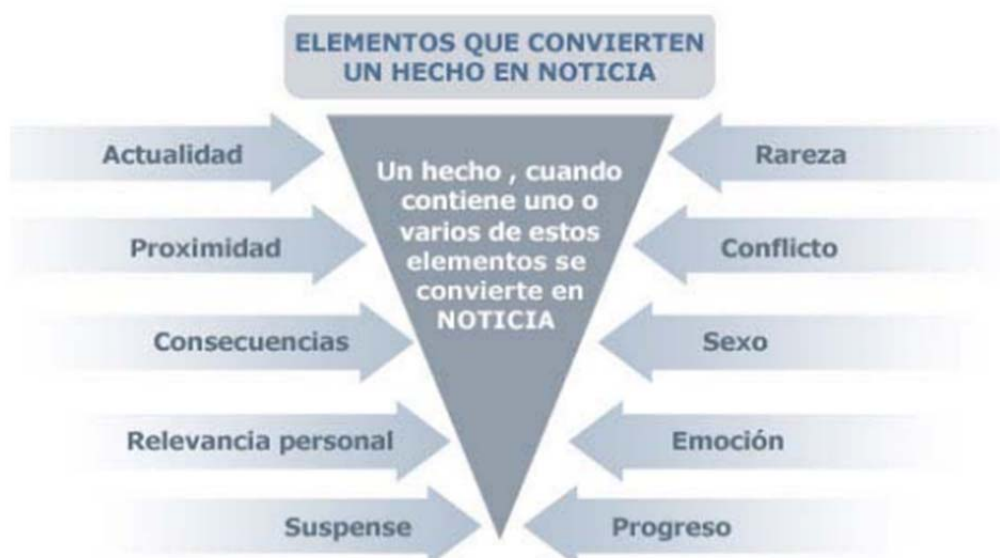 ELEMENTOS QUE CONVIERTEN
UN HECHO EN NOTICIA
Actualidad
Rareza
Un hecho , cuando
contiene uno o
varios de estos
elementos se
convierte en
NOTICIA
Proximidad
Conflicto
Consecuencias
Sexo
Relevancia personal
Emoción
Suspense
Progreso